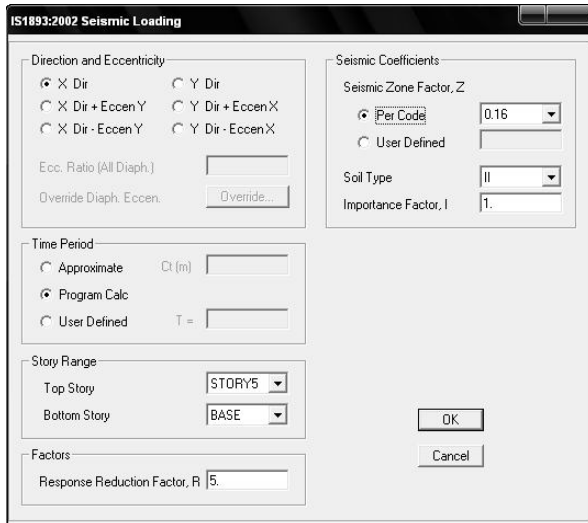 IS1893:2002 Seismic Loading
Direction and Eccentricity
X Dir
Y Dir
X Dir + Eccen Y
Y Dir + Eccen X
X Dir - Eccen Y
Y Dir - Eccen X
Ecc. Ratio (All Diaph.)
Override Diaph. Eccen.
Override...
Time Period
Approximate
Ct (m)
Program Calc
User Defined
T =
Story Range
Top Story
STORY5
Bottom Story
BASE
Factors
Response Reduction Factor, R
5.
Seismic Coefficients
Seismic Zone Factor, Z
Per Code
0.16
User Defined
Soil Type
II
Importance Factor, I
1.
OK
Cancel